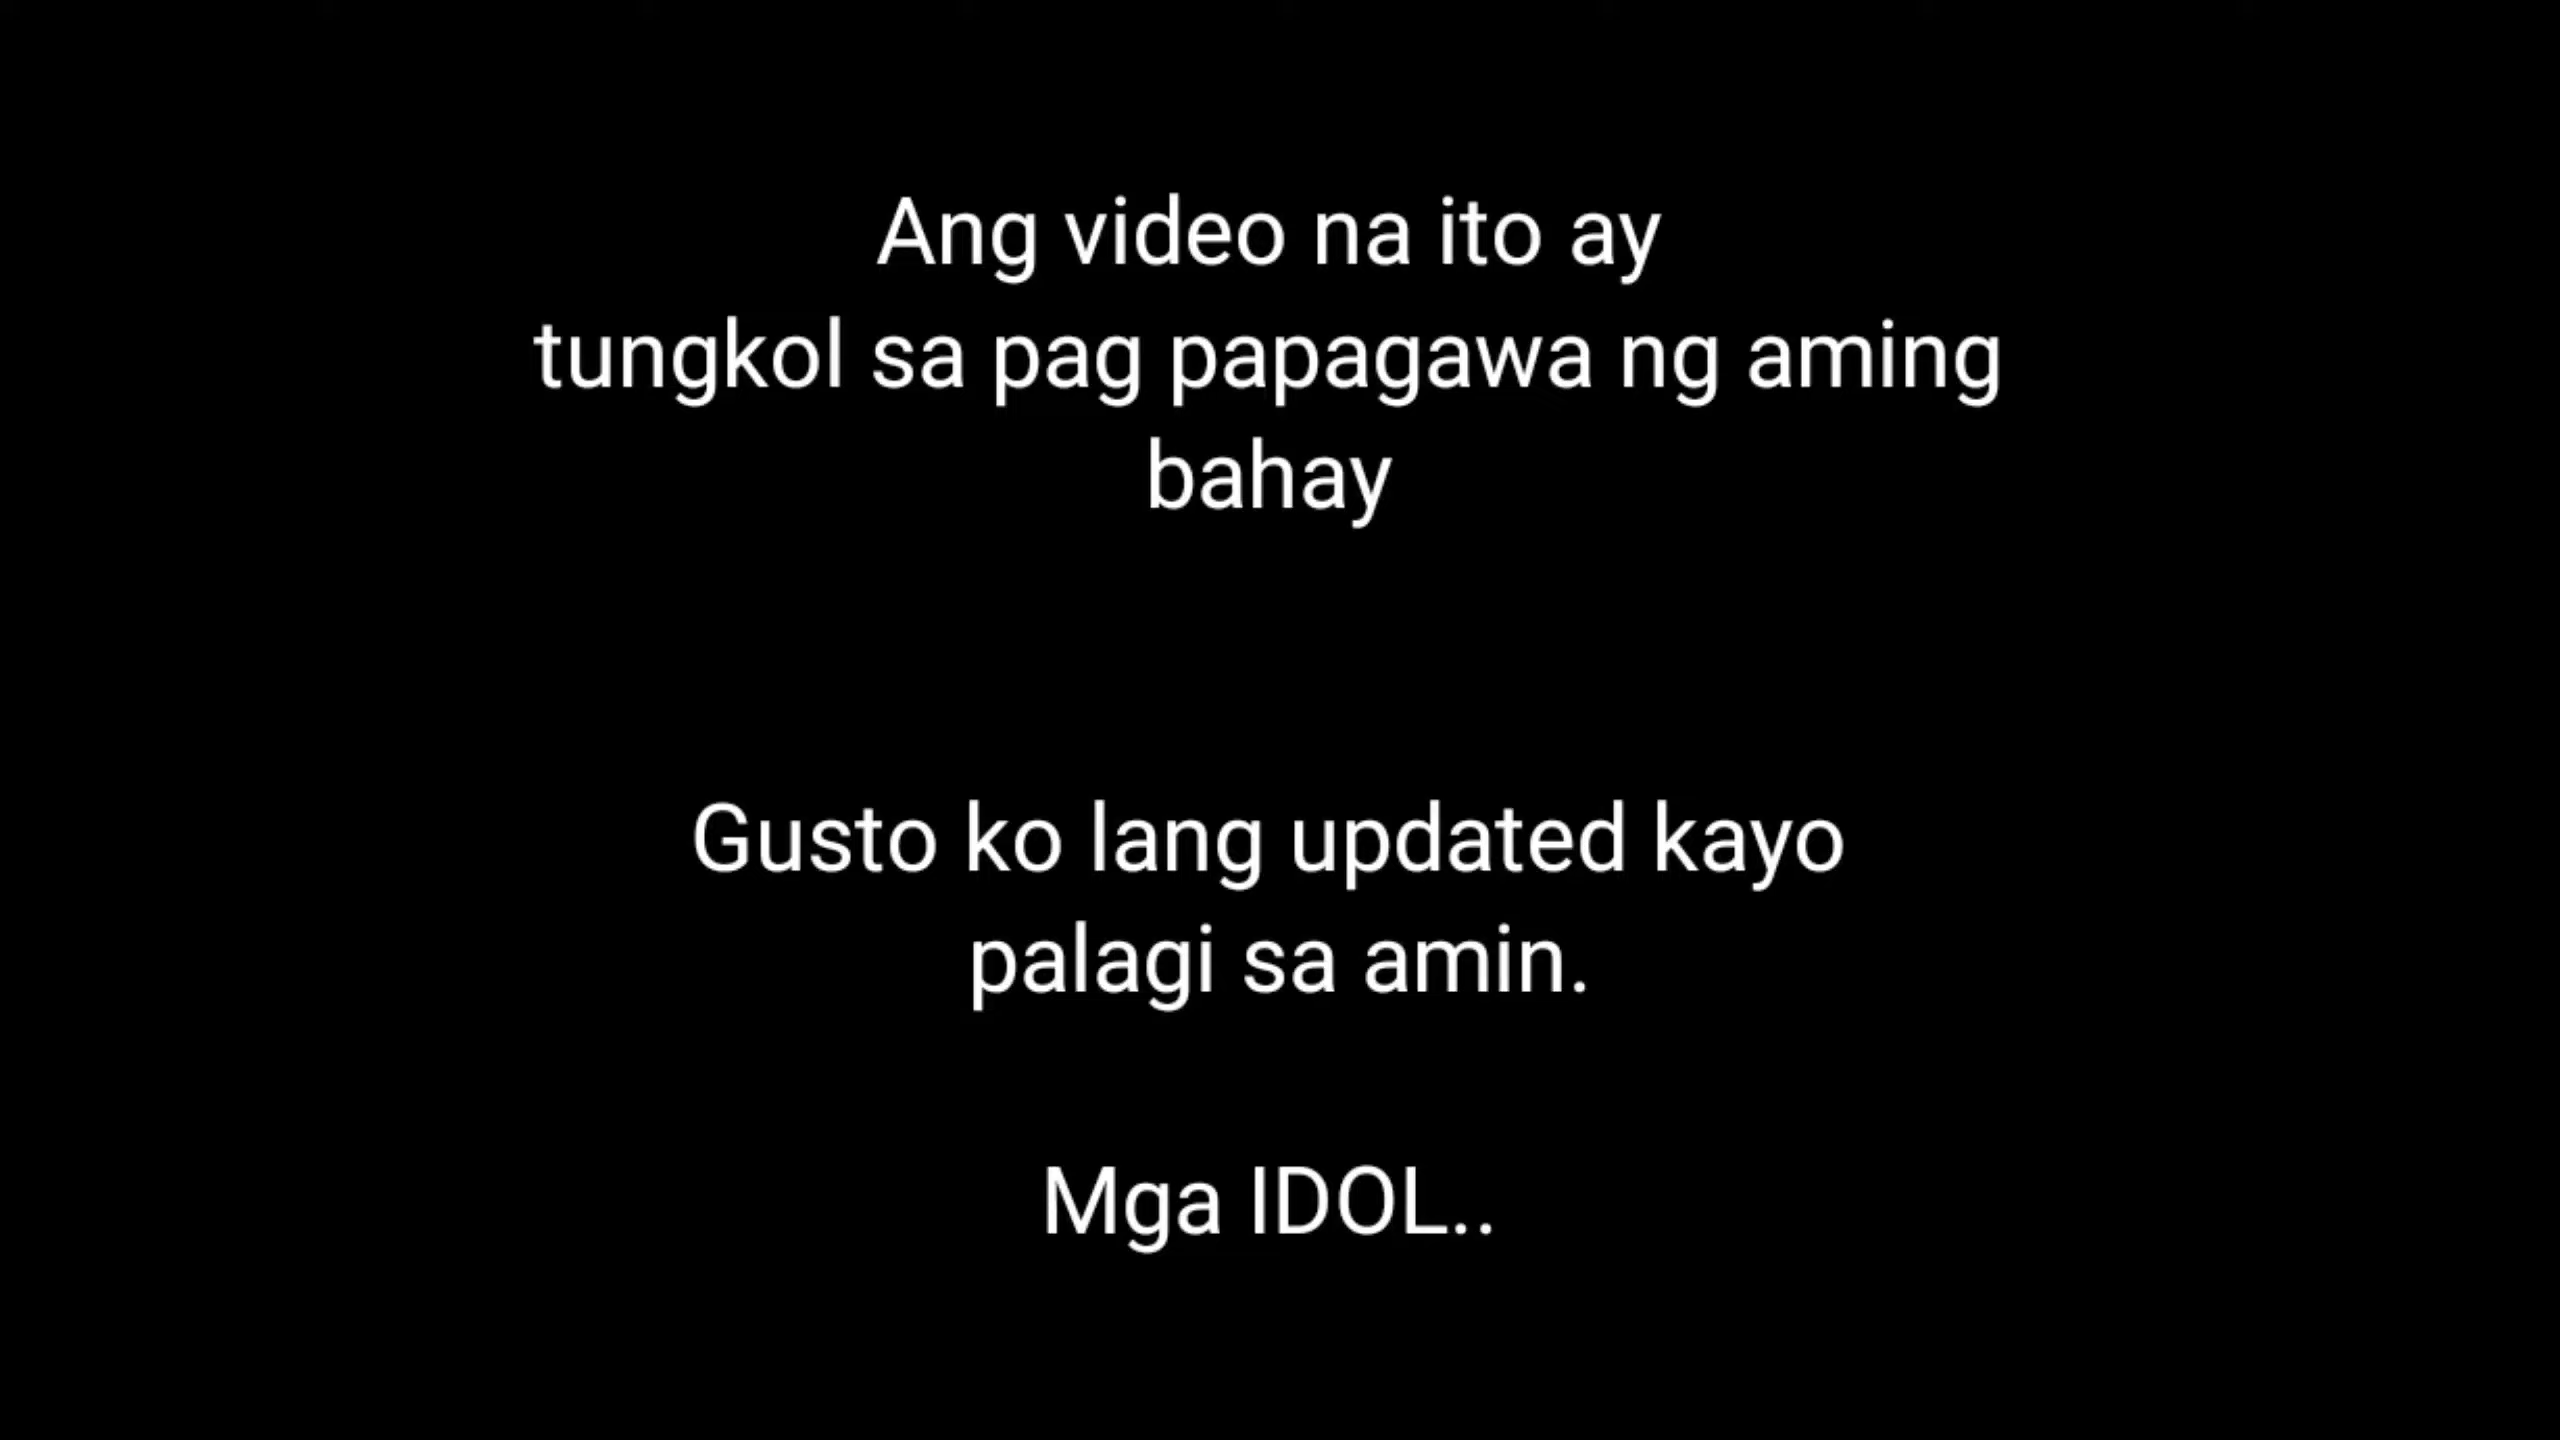 Ang video na ito ay
tungkol sa pag papagawa ng aming
bahay
Gusto ko lang updated kayo
palagi sa amin.
Mga IDOL..